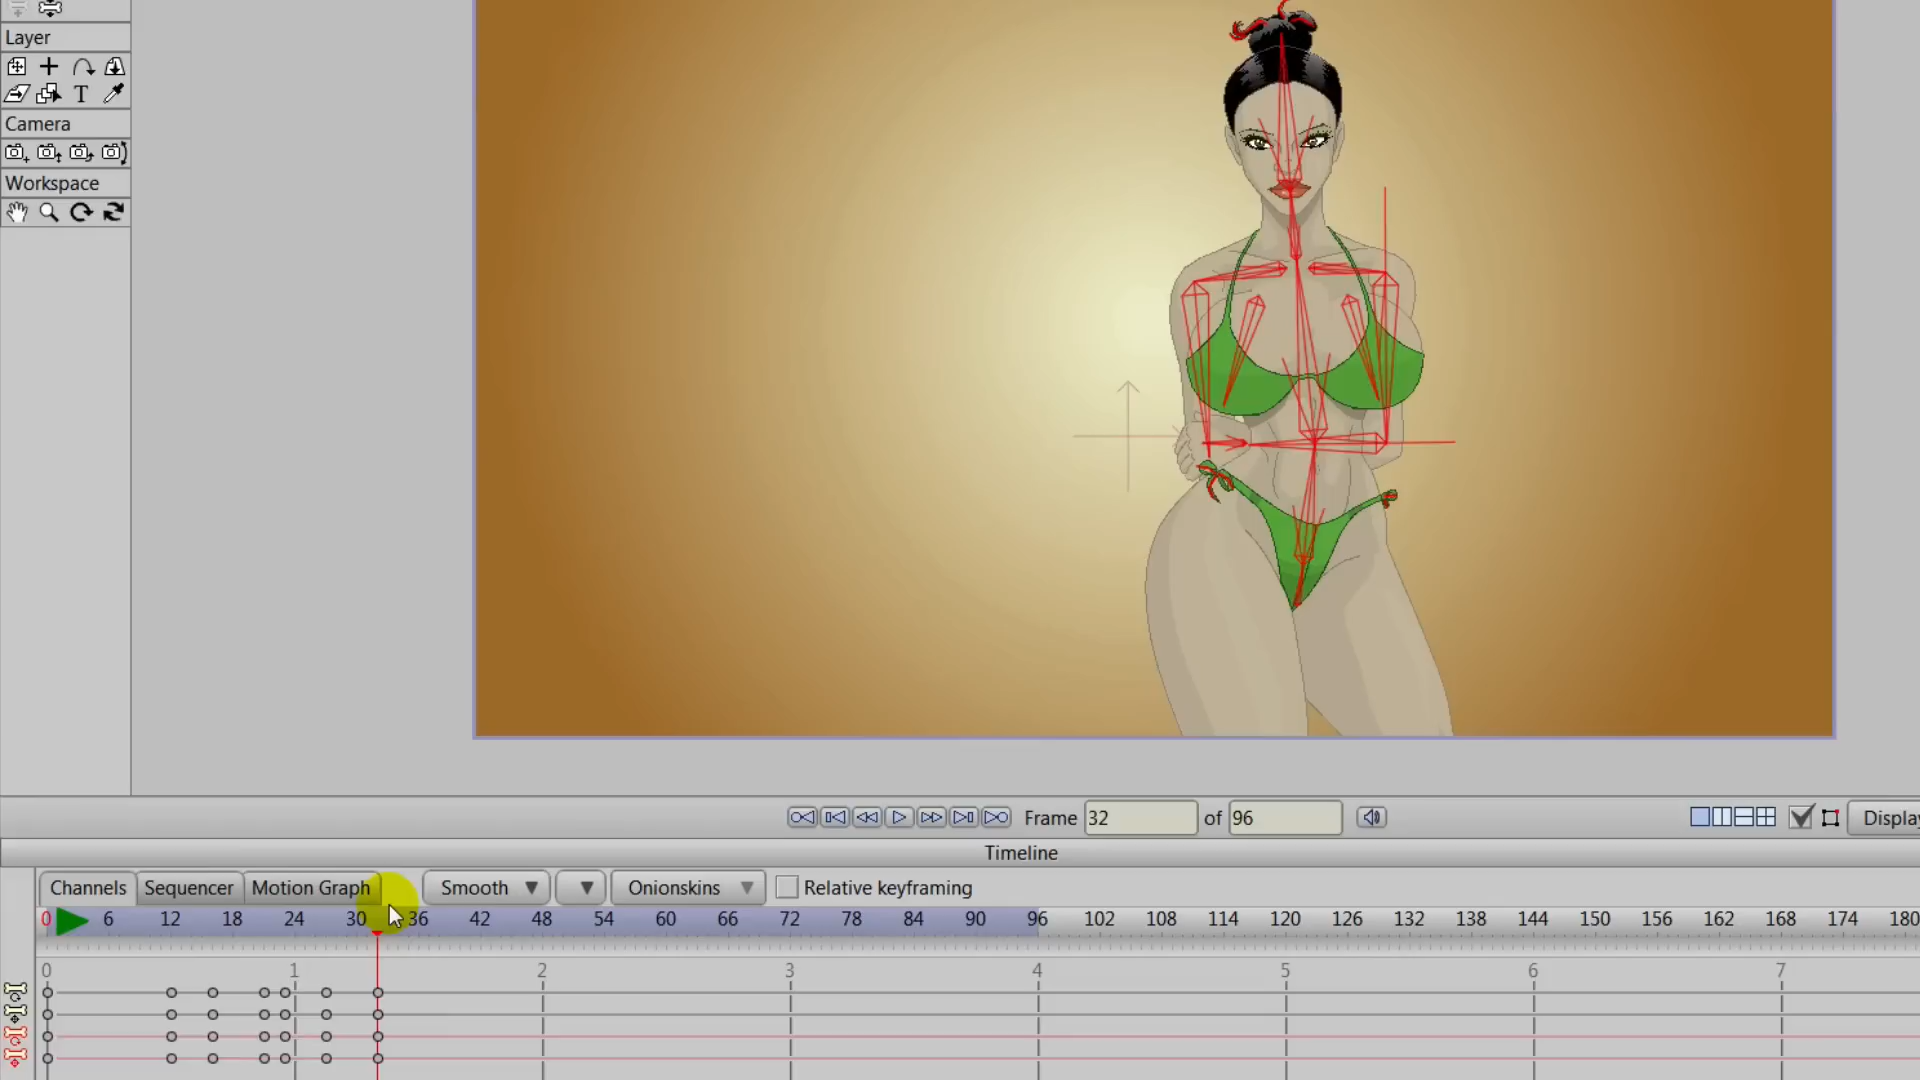 Layer
T
Camera
Workspace
Frame 32 of 96
Display
Timeline
Channels Sequencer Motion Graph Smooth Onionskins Relative keyframing
0 6 12 18 24 30 36 42 48 54 60 66 72 78 84 90 96 102 108 114 120 126 132 138 144 150 156 162 168 174 180
0 1 2 3 4 5 6 7